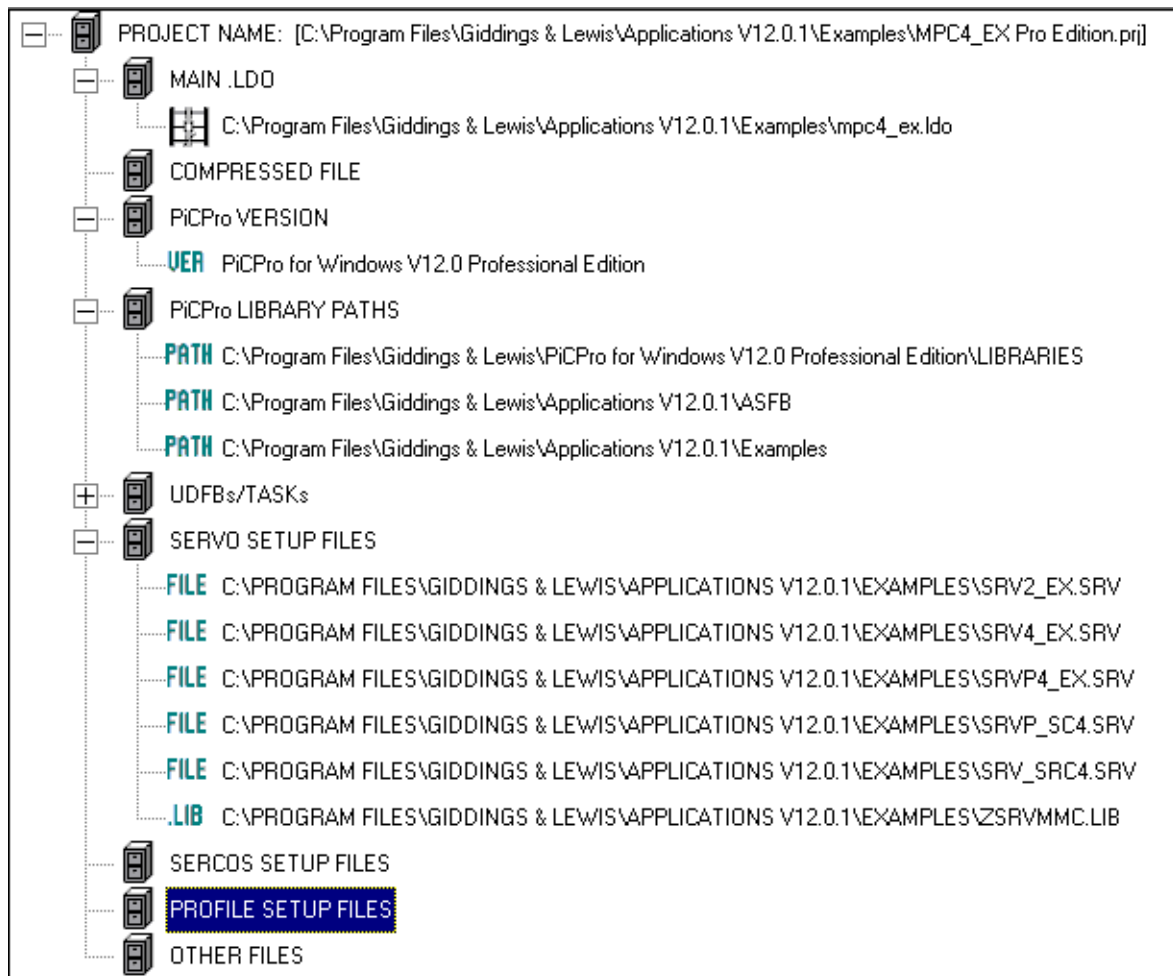 PROJECT NAME: [C:\Program Files\Giddings & Lewis\Applications V12.0.1\Examples\MPC4_EX Pro Edition.prj]
MAIN .LDO
C:\Program Files\Giddings & Lewis\Applications V12.0.1\Examples\mpc4_ex.ldo
COMPRESSED FILE
PiCPro VERSION
VER PiCPro for Windows V12.0 Professional Edition
PiCPro LIBRARY PATHS
PATH C:\Program Files\Giddings & Lewis\PiCPro for Windows V12.0 Professional Edition\LIBRARIES
PATH C:\Program Files\Giddings & Lewis\Applications V12.0.1\ASFB
PATH C:\Program Files\Giddings & Lewis\Applications V12.0.1\Examples
UDFBs/TASKs
SERVO SETUP FILES
FILE C:\PROGRAM FILES\GIDDINGS & LEWIS\APPLICATIONS V12.0.1\EXAMPLES\SRV2_EX.SRV
FILE C:\PROGRAM FILES\GIDDINGS & LEWIS\APPLICATIONS V12.0.1\EXAMPLES\SRV4_EX.SRV
FILE C:\PROGRAM FILES\GIDDINGS & LEWIS\APPLICATIONS V12.0.1\EXAMPLES\SRVP4_EX.SRV
FILE C:\PROGRAM FILES\GIDDINGS & LEWIS\APPLICATIONS V12.0.1\EXAMPLES\SRVP_SC4.SRV
FILE C:\PROGRAM FILES\GIDDINGS & LEWIS\APPLICATIONS V12.0.1\EXAMPLES\SRV_SRC4.SRV
.LIB C:\PROGRAM FILES\GIDDINGS & LEWIS\APPLICATIONS V12.0.1\EXAMPLES\ZSRVMMC.LIB
SERCOS SETUP FILES
PROFILE SETUP FILES
OTHER FILES